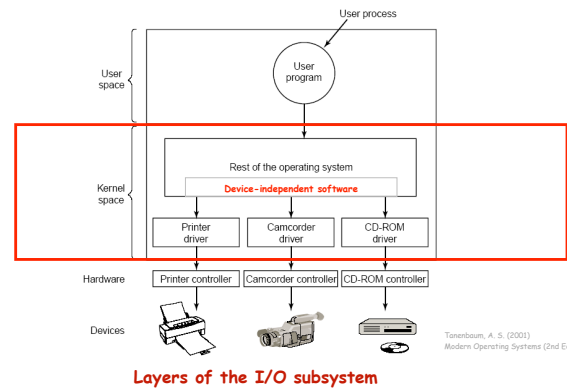 User process
User
space
User
program
Rest of the operating system
Device-independent software
Kernel
space
Printer
driver
Camcorder
driver
CD-ROM
driver
Hardware
Printer controller
Camcorder controller
CD-ROM controller
Devices
Tanenbaum, A. S. (2001)
Modern Operating Systems (2nd
Layers of the I/O subsystem